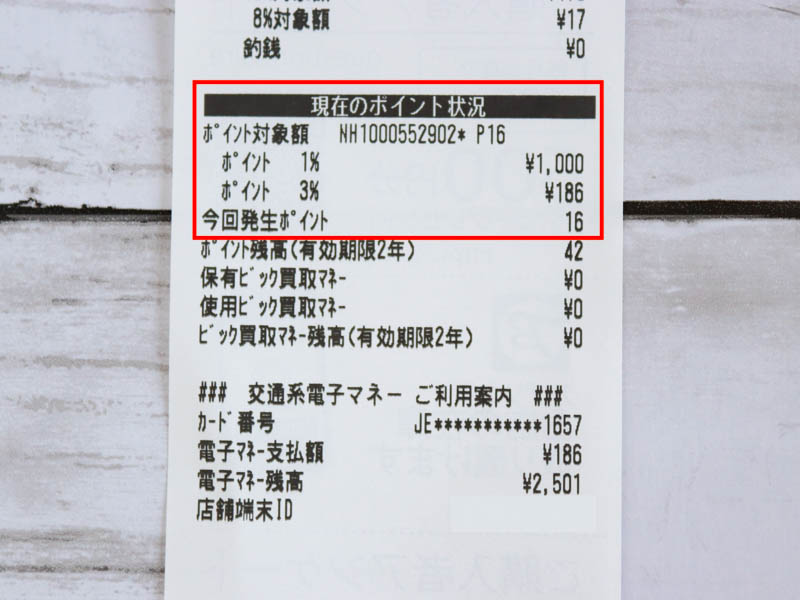 8%対象額 ¥17
釣銭 ¥0
現在のポイント状況
ﾎﾟｲﾝﾄ対象額 NH1000552902* P16
ﾎﾟｲﾝﾄ 1% ¥1,000
ﾎﾟｲﾝﾄ 3% ¥186
今回発生ﾎﾟｲﾝﾄ 16
ﾎﾟｲﾝﾄ残高(有効期限2年) 42
保有ﾋﾞｯｸ買取ﾏﾈｰ ¥0
使用ﾋﾞｯｸ買取ﾏﾈｰ ¥0
ﾋﾞｯｸ買取ﾏﾈｰ残高(有効期限2年) ¥0
### 交通系電子マネー ご利用案内 ###
ｶｰﾄﾞ番号 JE***********1657
電子ﾏﾈｰ支払額 ¥186
電子ﾏﾈｰ残高 ¥2,501
店舗端末ID